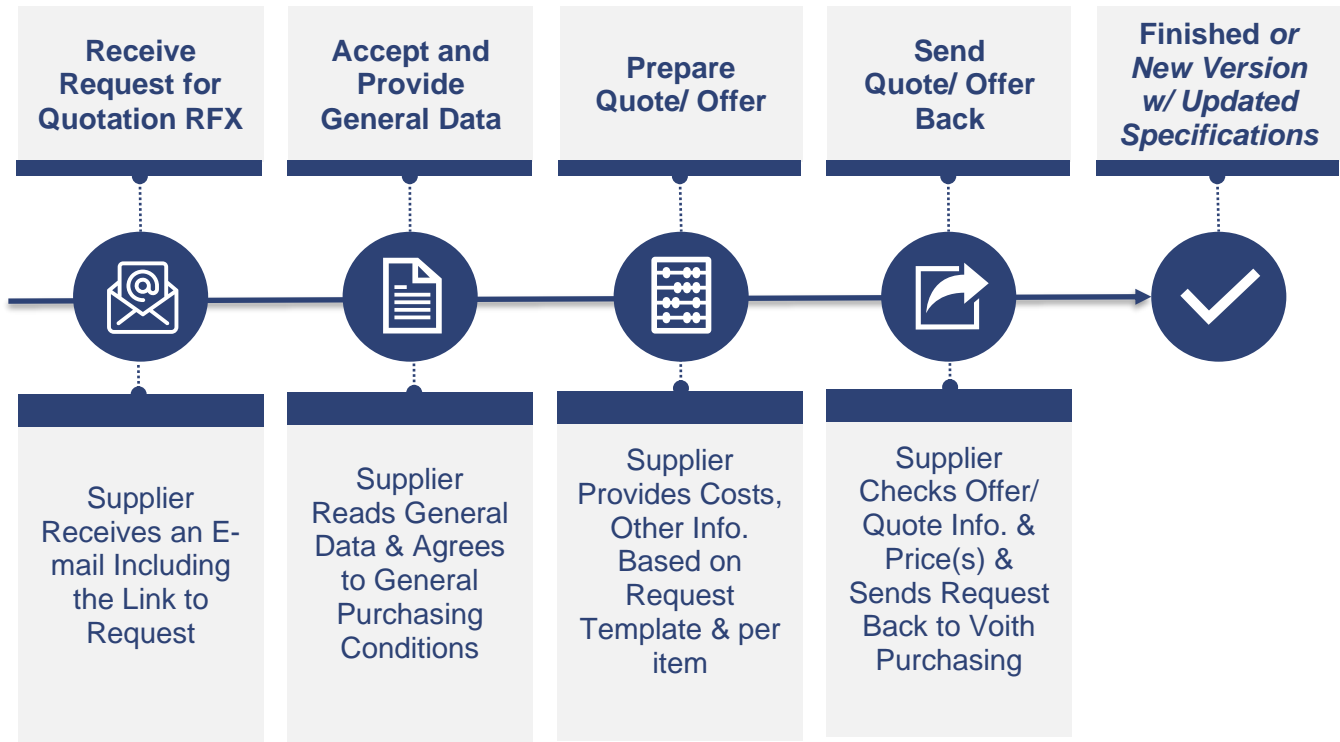 Receive
Request for
Quotation RFX
Accept and
Provide
General Data
Prepare
Quote/ Offer
Send
Quote/ Offer
Back
Finished or
New Version
w/ Updated
Specifications
@
Supplier
Receives an E-
mail Including
the Link to
Request
Supplier
Reads General
Data & Agrees
to General
Purchasing
Conditions
Supplier
Provides Costs,
Other Info.
Based on
Request
Template & per
item
Supplier
Checks Offer/
Quote Info. &
Price(s) &
Sends Request
Back to Voith
Purchasing